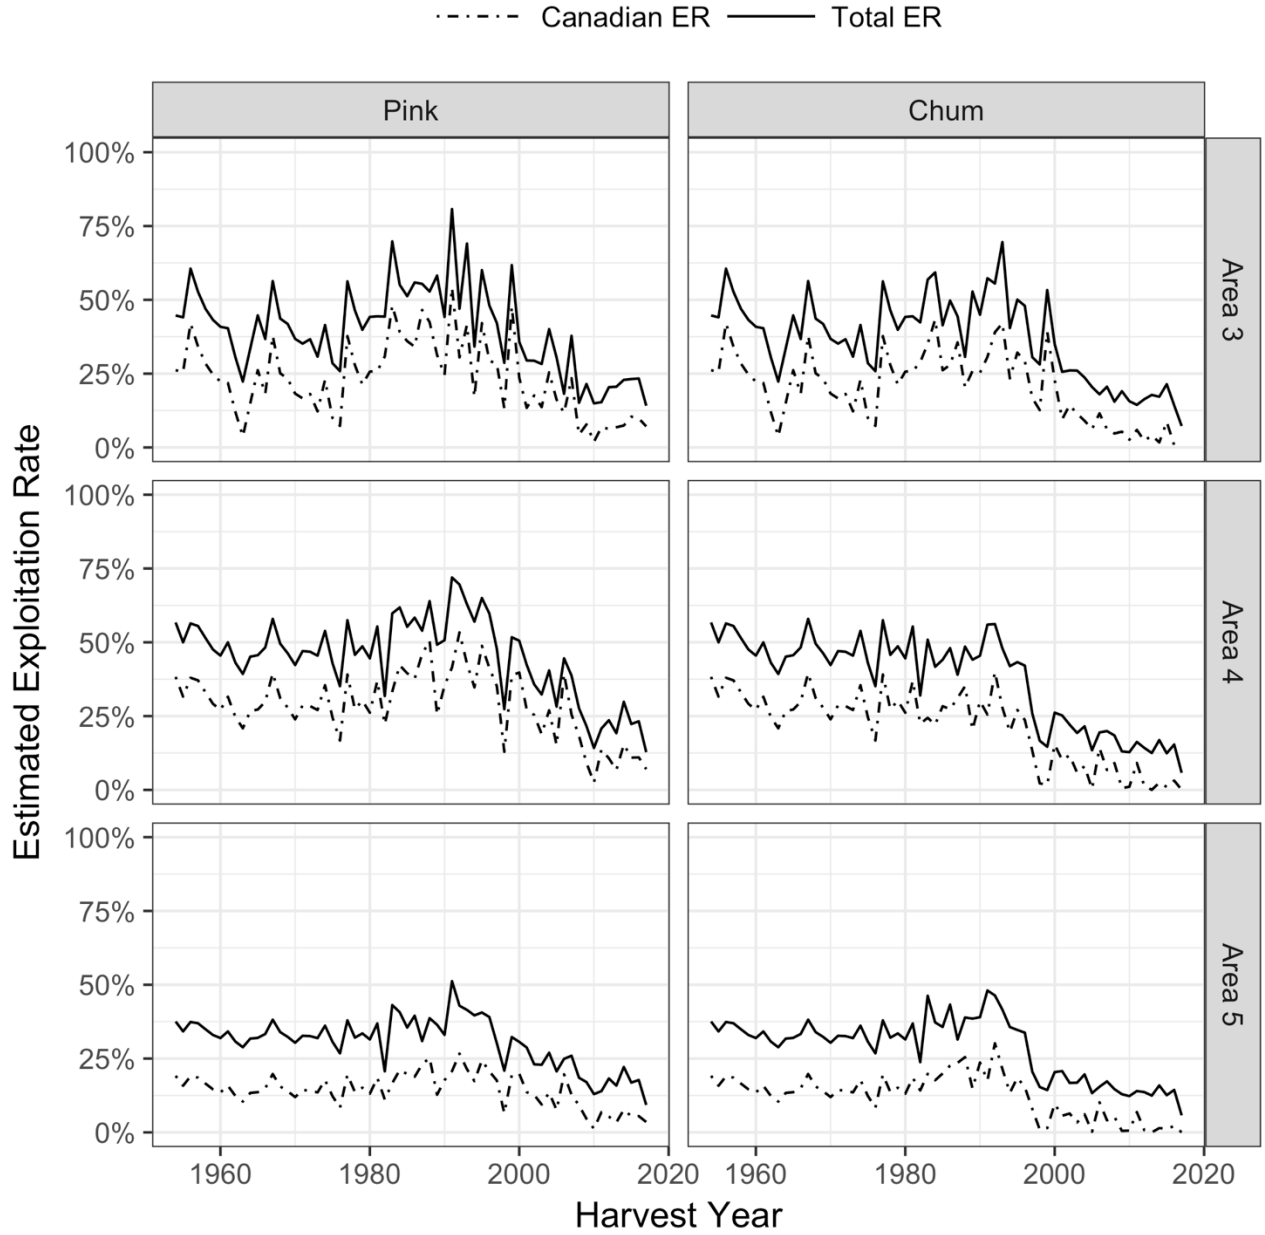 Canadian ER Total ER
Pink Chum
100%
75%
50%
25%
0%
Area 3
100%
75%
50%
25%
0%
Area 4
100%
75%
50%
25%
0%
Area 5
Estimated Exploitation Rate
1960 1980 2000 2020 1960 1980 2000 2020
Harvest Year